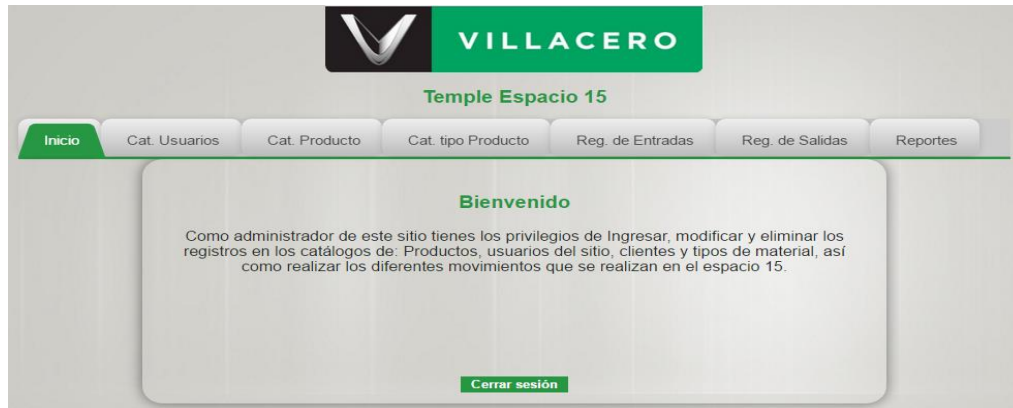 VILLACERO
Temple Espacio 15
Inicio
Cat. Usuarios
Cat. Producto
Cat. tipo Producto
Reg. de Entradas
Reg. de Salidas
Reportes
Bienvenido
Como administrador de este sitio tienes los privilegios de Ingresar, modificar y eliminar los
registros en los catálogos de: Productos, usuarios del sitio, clientes y tipos de material, así
como realizar los diferentes movimientos que se realizan en el espacio 15.
Cerrar sesión